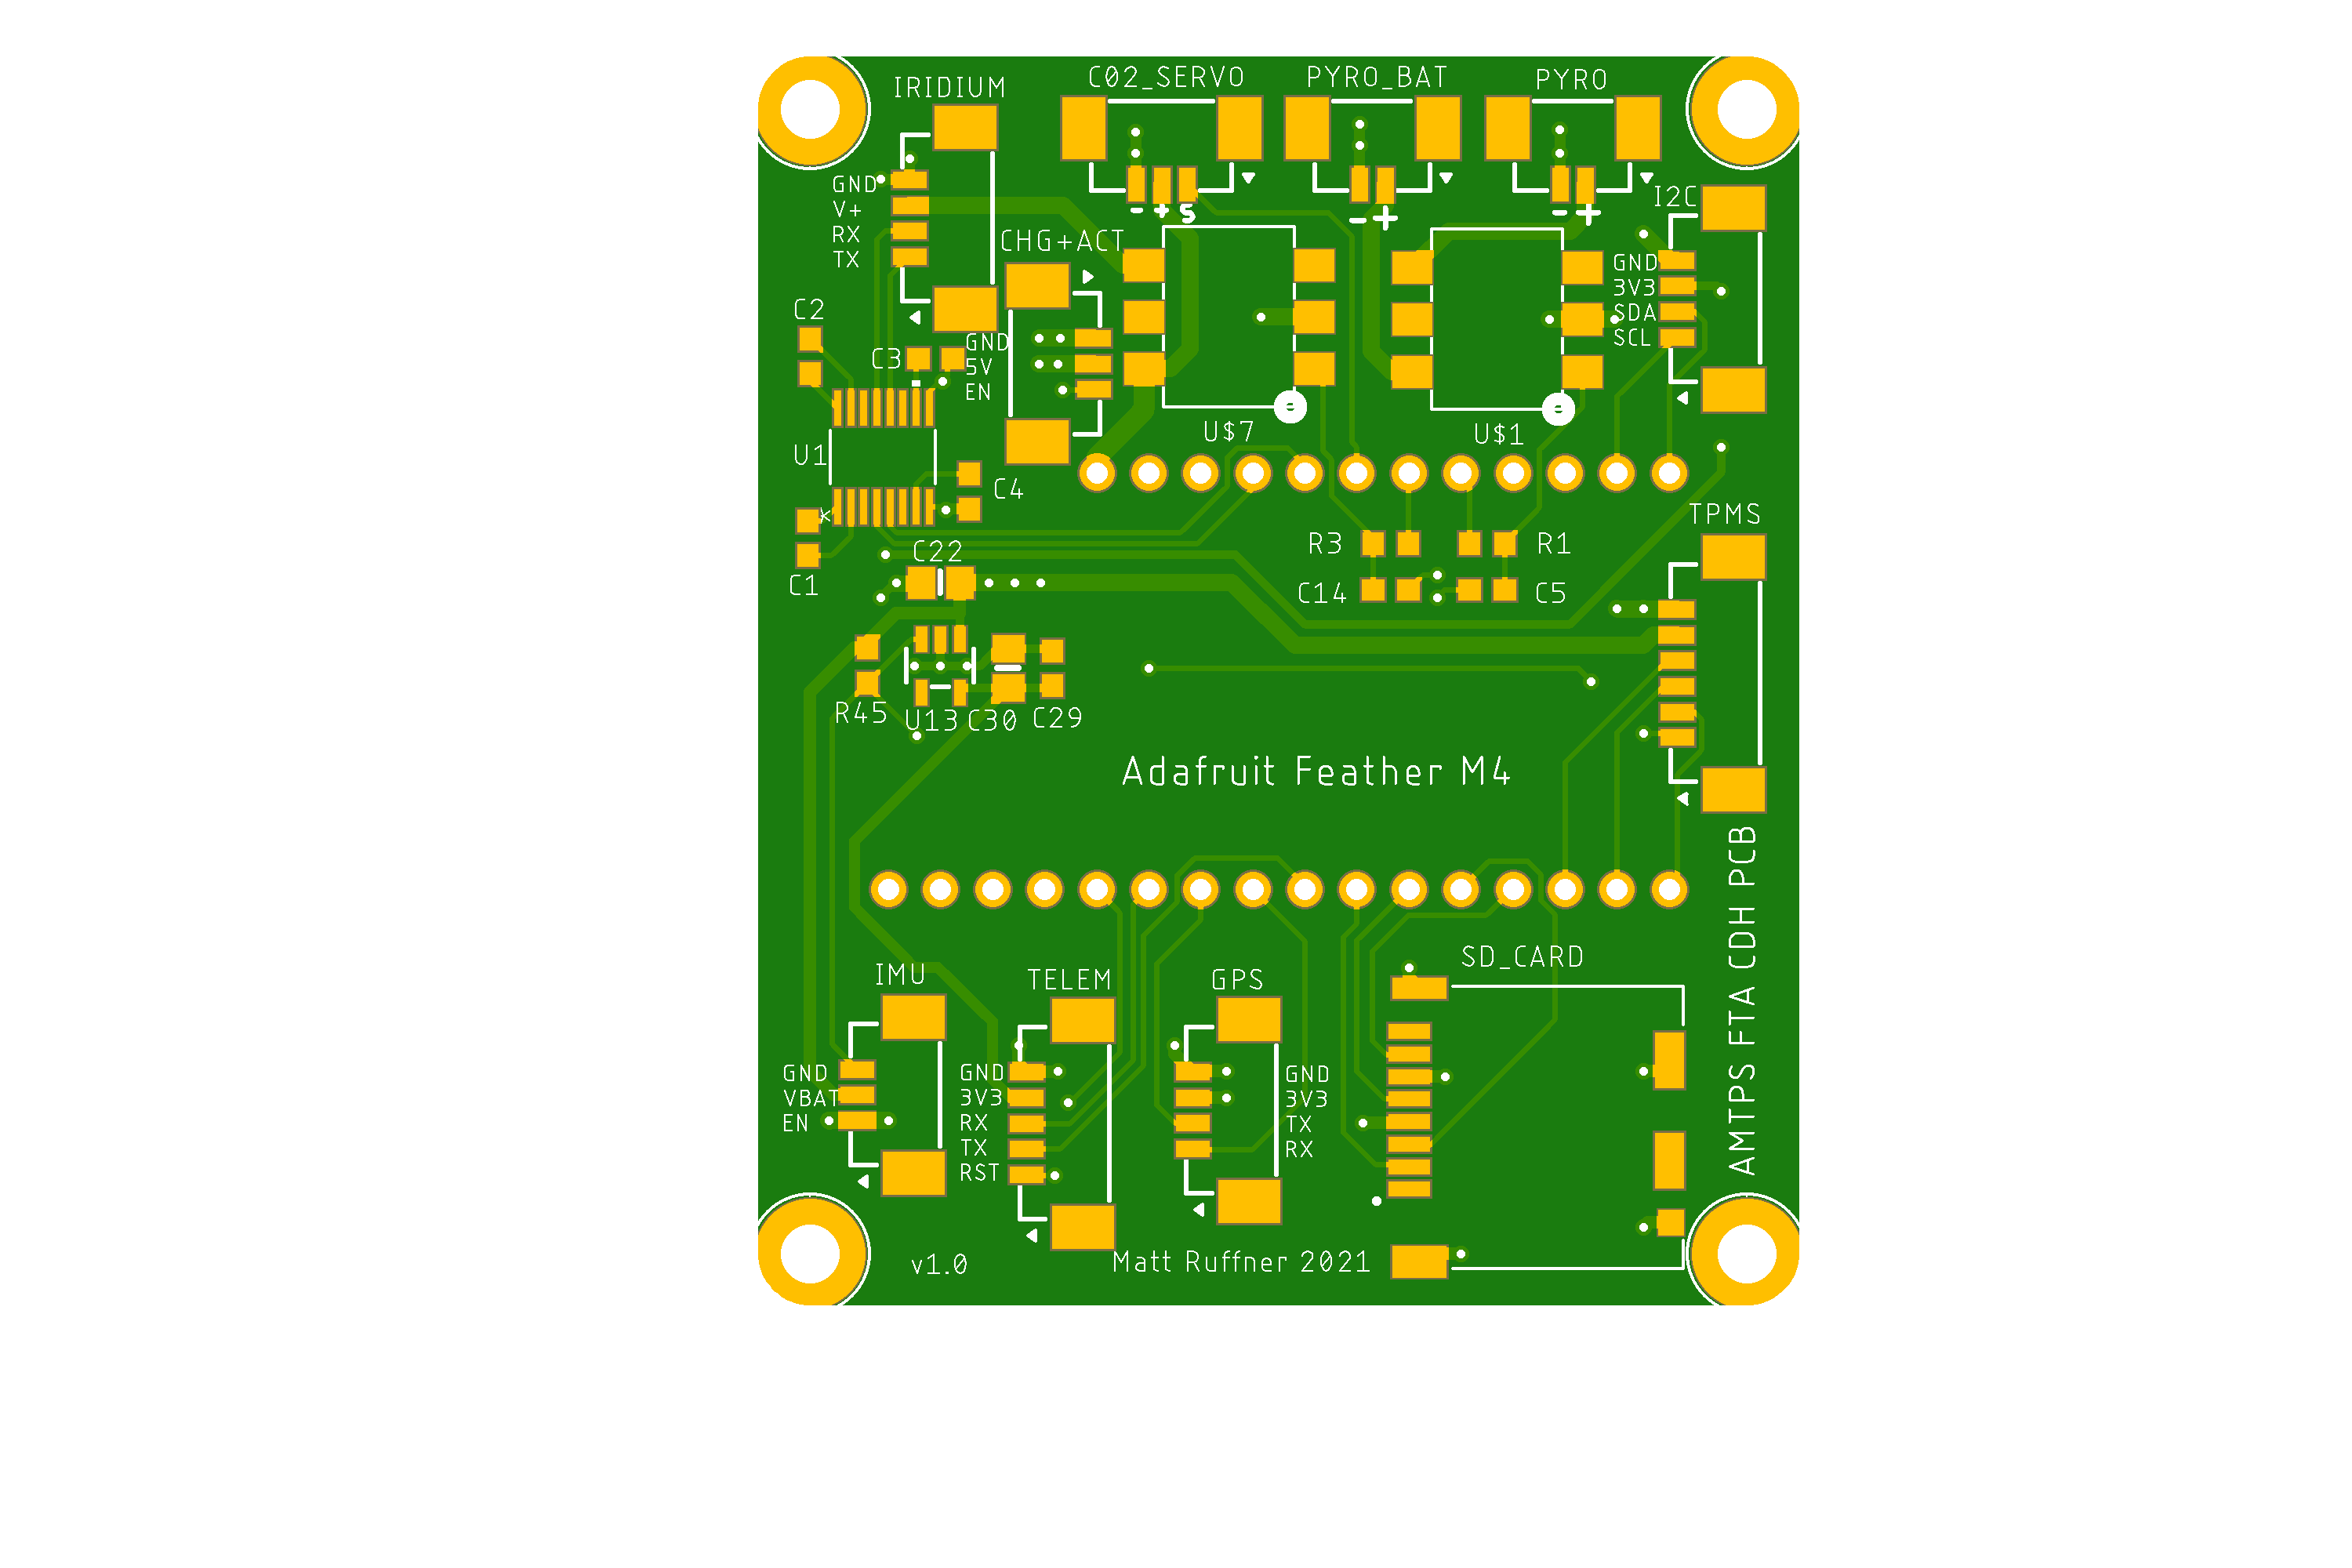 IRIDIUM
C02_SERVO
PYRO_BAT
PYRO
GND
V+
RX
TX
- + S
- +
- +
I2C
GND
3V3
SDA
SCL
CHG+ACT
GND
5V
EN
C2
C3
U$7
U$1
U1
C4
*
C1
C22
R3
R1
C14
C5
TPMS
R45
U13
C30
C29
Adafruit Feather M4
AMTPS FTA CDH PCB
IMU
TELEM
GPS
SD_CARD
GND
VBAT
EN
GND
3V3
RX
TX
RST
GND
3V3
TX
RX
v1.0
Matt Ruffner 2021